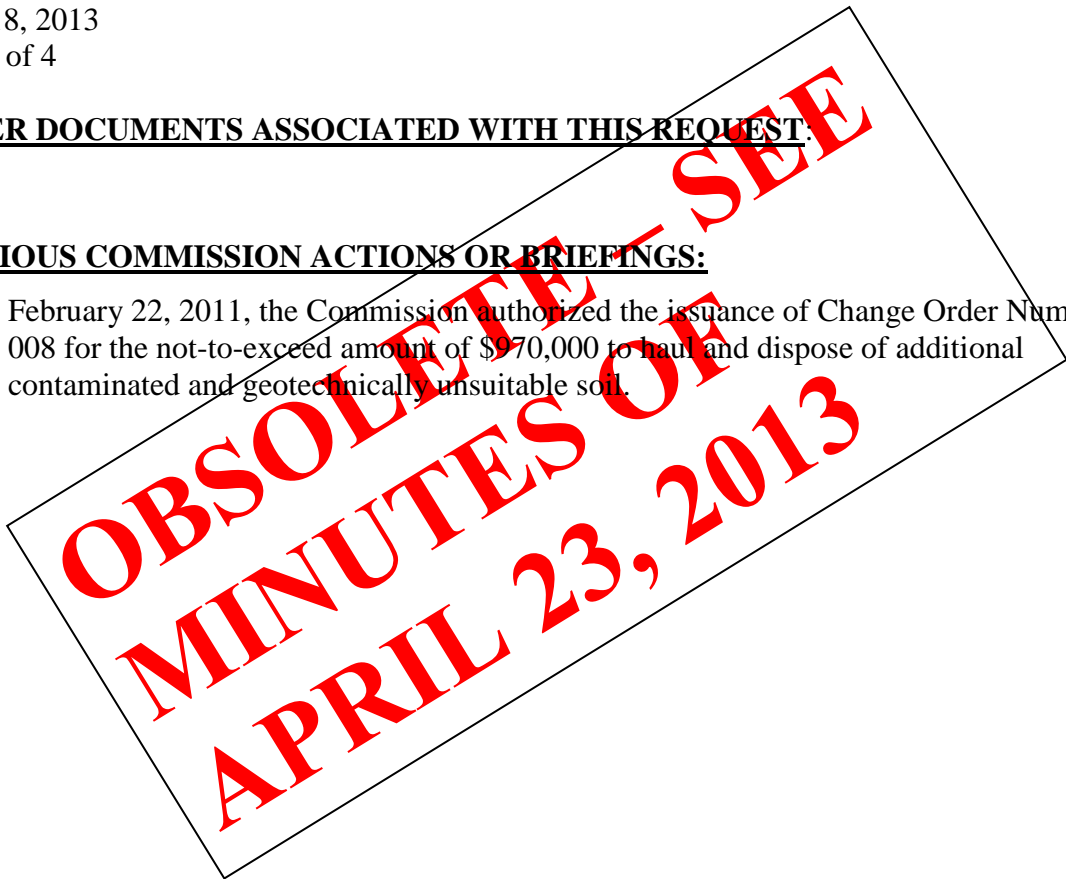 8, 2013
of 4
ER DOCUMENTS ASSOCIATED WITH THIS REQUEST:
IOUS COMMISSION ACTIONS OR BRIEFINGS:
February 22, 2011, the Commission authorized the issuance of Change Order Num
008 for the not-to-exceed amount of $970,000 to haul and dispose of additional
contaminated and geotechnically unsuitable soil.
OBSOLETE – SEE
MINUTES OF
APRIL 23, 2013